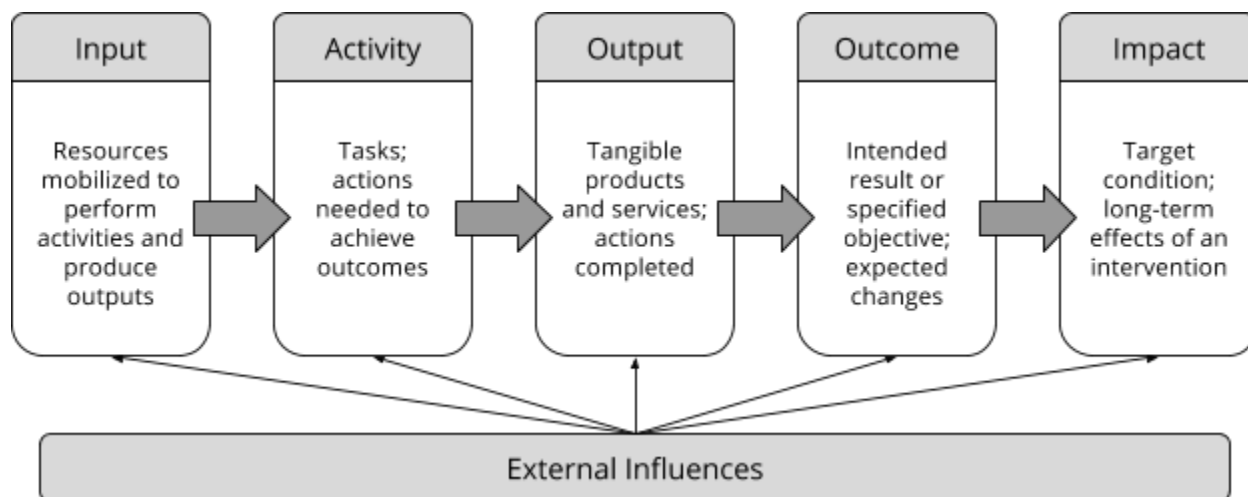 Input
Resources
mobilized to
perform
activities and
produce
outputs
Activity
Tasks;
actions
needed to
achieve
outcomes
Output
Tangible
products
and services;
actions
completed
Outcome
Intended
result or
specified
objective;
expected
changes
Impact
Target
condition;
long-term
effects of an
intervention
External Influences